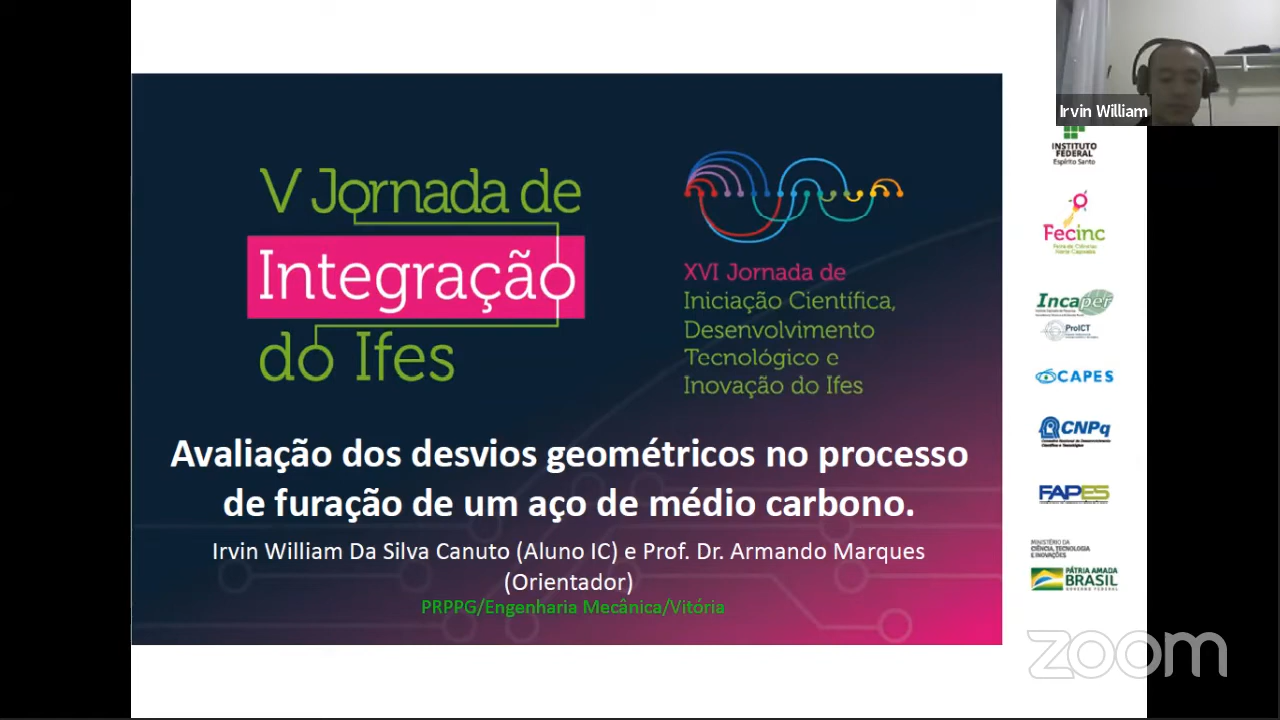 V Jornada de
Integração
do Ifes
XVI Jornada de
Iniciação Científica,
Desenvolvimento
Tecnológico e
Inovação do Ifes
Avaliação dos desvios geométricos no processo
de furação de um aço de médio carbono.
Irvin William Da Silva Canuto (Aluno IC) e Prof. Dr. Armando Marques
(Orientador)
PRPPG/Engenharia Mecânica/Vitória
Irvin William
INSTITUTO
FEDERAL
Espírito Santo
Fecinc
Incaper
ProICT
CAPES
CNPq
FAPES
MINISTÉRIO DA
CIÊNCIA, TECNOLOGIA
E INOVAÇÕES
PÁTRIA AMADA
BRASIL
GOVERNO FEDERAL
zoom